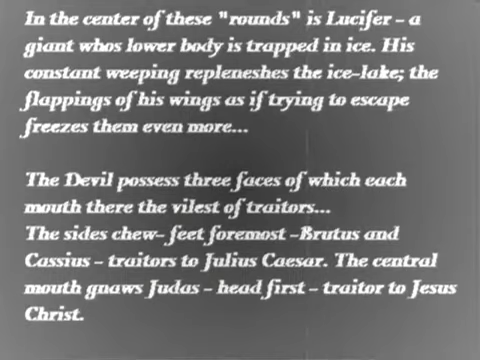 In the center of these "rounds" is Lucifer - a
giant whos lower body is trapped in ice. His
constant weeping repleneshes the ice-lake; the
flappings of his wings as if trying to escape
freezes them even more...
The Devil possess three faces of which each
mouth there the vilest of traitors...
The sides chew- feet foremost -Brutus and
Cassius - traitors to Julius Caesar. The central
mouth gnaws Judas - head first - traitor to Jesus
Christ.